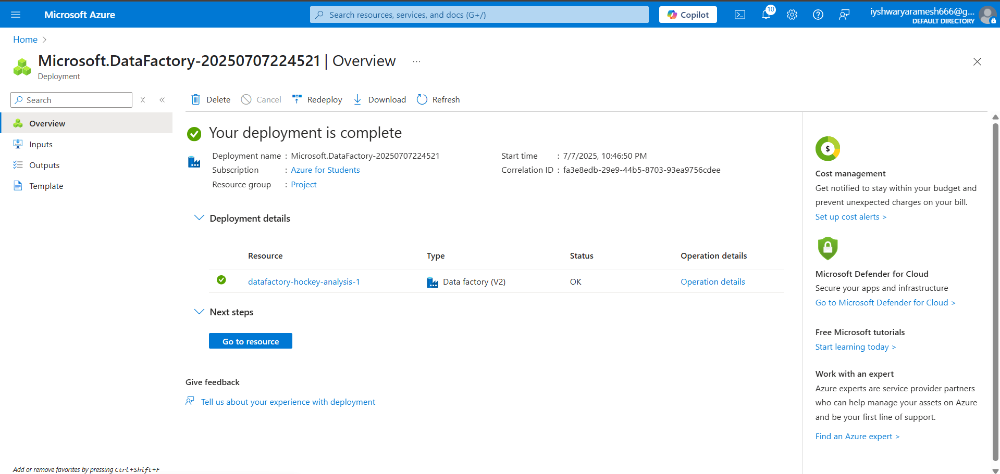 Microsoft Azure
Search resources, services, and docs (G+/)
Copilot
10
iyshwaryaramesh666@g...
DEFAULT DIRECTORY
Home
Microsoft.DataFactory-20250707224521 | Overview
...
Deployment
Search
Delete
Cancel
Redeploy
Download
Refresh
Overview
Inputs
Outputs
Template
Your deployment is complete
Deployment name : Microsoft.DataFactory-20250707224521
Subscription : Azure for Students
Resource group : Project
Start time : 7/7/2025, 10:46:50 PM
Correlation ID : fa3e8edb-29e9-44b5-8703-93ea9756cdee
Deployment details
Resource Type Status Operation details
datafactory-hockey-analysis-1 Data factory (V2) OK Operation details
Next steps
Go to resource
Give feedback
Tell us about your experience with deployment
$
Cost management
Get notified to stay within your budget and
prevent unexpected charges on your bill.
Set up cost alerts >
Microsoft Defender for Cloud
Secure your apps and infrastructure
Go to Microsoft Defender for Cloud >
Free Microsoft tutorials
Start learning today >
Work with an expert
Azure experts are service provider partners
who can help manage your assets on Azure
and be your first line of support.
Find an Azure expert >
Add or remove favorites by pressing Ctrl+Shift+F